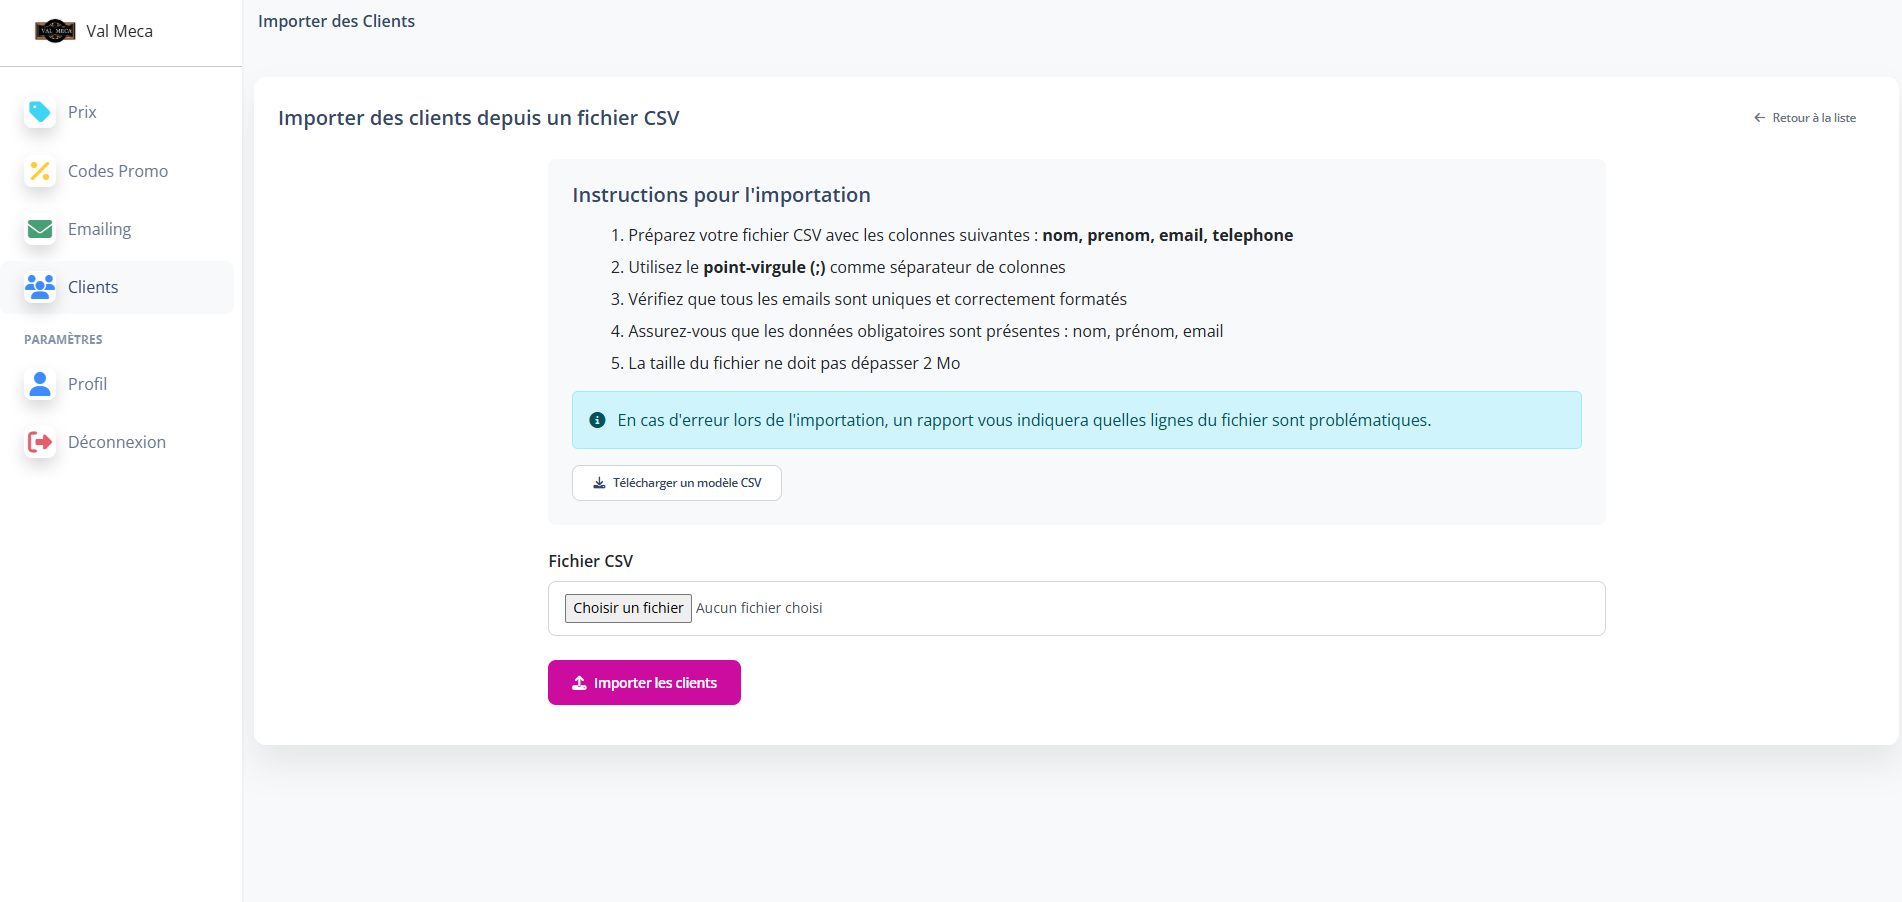 VAL MECA
Val Meca
Prix
Codes Promo
Emailing
Clients
PARAMÈTRES
Profil
Déconnexion
Importer des Clients
Importer des clients depuis un fichier CSV
Retour à la liste
Instructions pour l'importation
1. Préparez votre fichier CSV avec les colonnes suivantes : nom, prenom, email, telephone
2. Utilisez le point-virgule (;) comme séparateur de colonnes
3. Vérifiez que tous les emails sont uniques et correctement formatés
4. Assurez-vous que les données obligatoires sont présentes : nom, prénom, email
5. La taille du fichier ne doit pas dépasser 2 Mo
En cas d'erreur lors de l'importation, un rapport vous indiquera quelles lignes du fichier sont problématiques.
Télécharger un modèle CSV
Fichier CSV
Choisir un fichier Aucun fichier choisi
Importer les clients